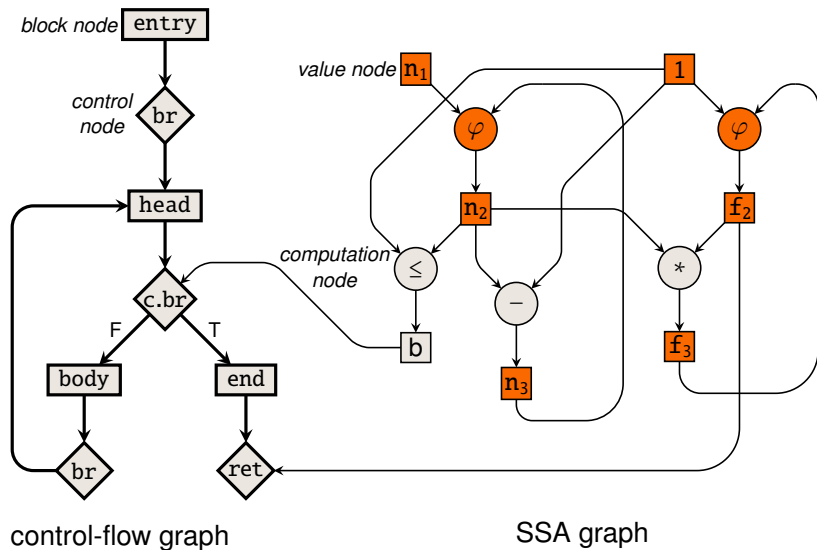 block node
entry
value node
n1
1
control
node
br
φ
φ
head
n2
f2
computation
node
≤
−
*
c.br
F
T
b
f3
body
end
n3
br
ret
control-flow graph
SSA graph